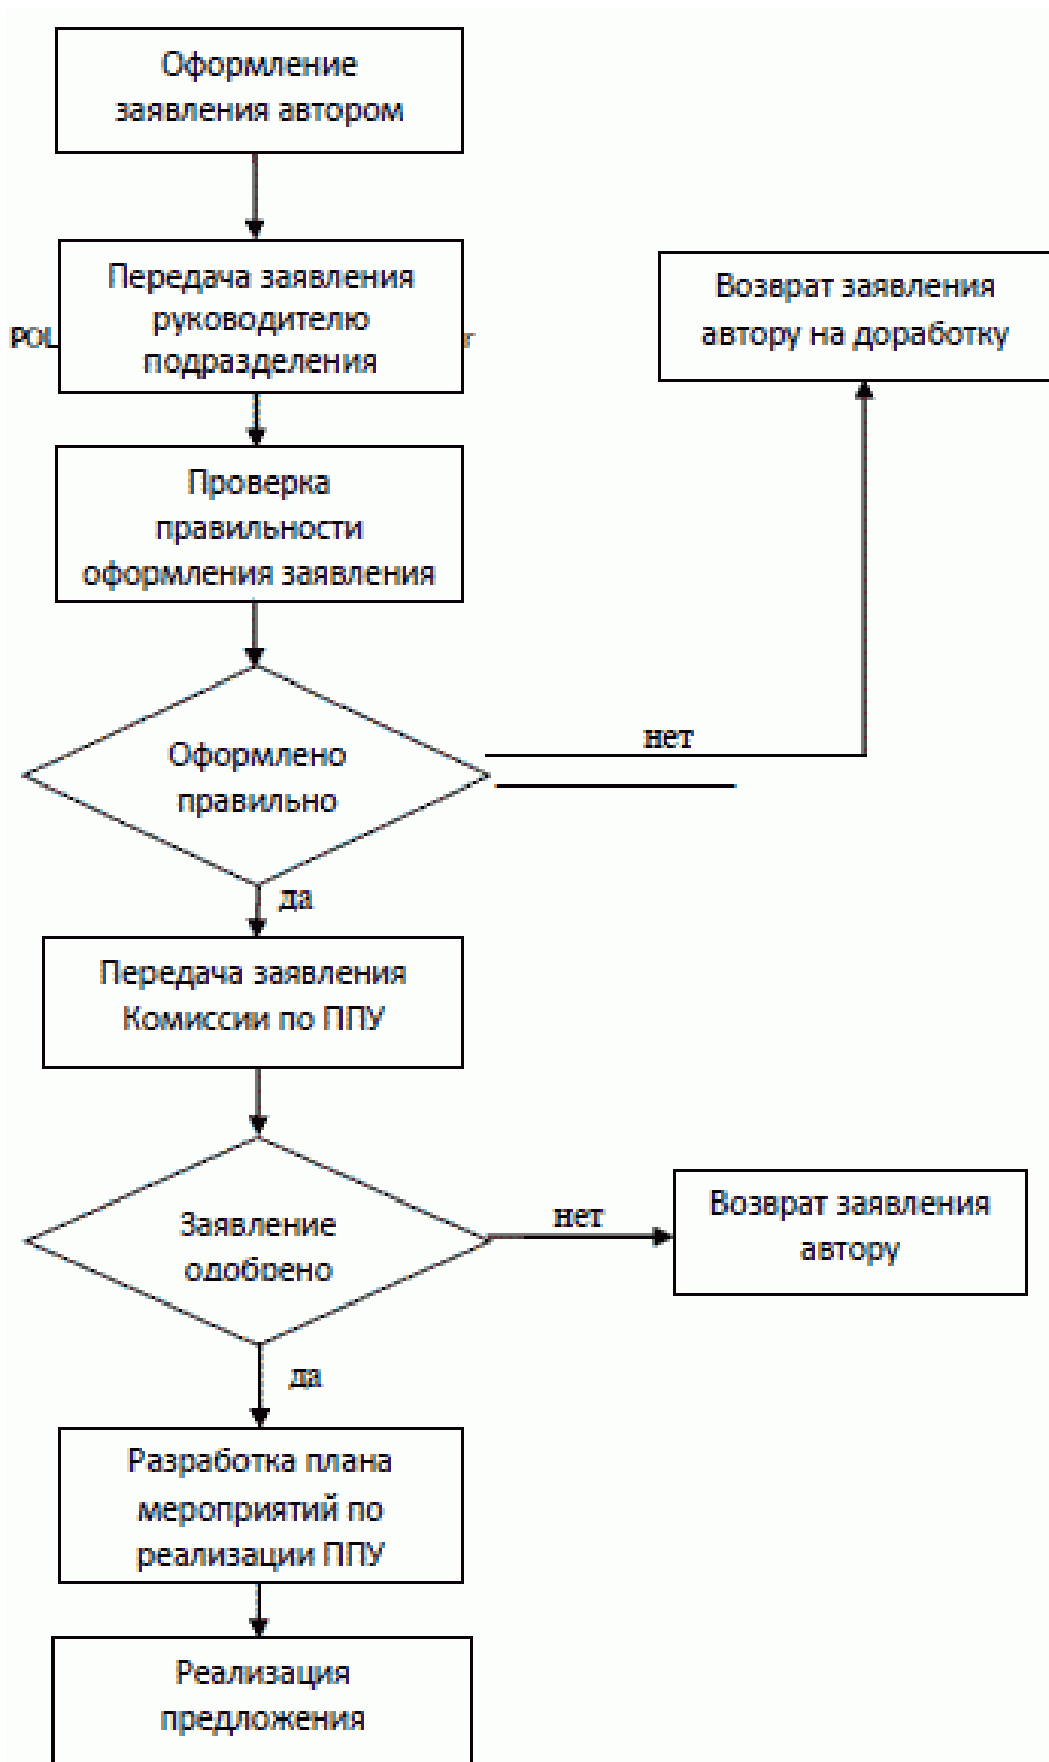 Оформление
заявления автором
Передача заявления
руководителю
подразделения
POL
г
Возврат заявления
автору на доработку
Проверка
правильности
оформления заявления
Оформлено
правильно
нет
да
Передача заявления
Комиссии по ППУ
Заявление
одобрено
нет
Возврат заявления
автору
да
Разработка плана
мероприятий по
реализации ППУ
Реализация
предложения